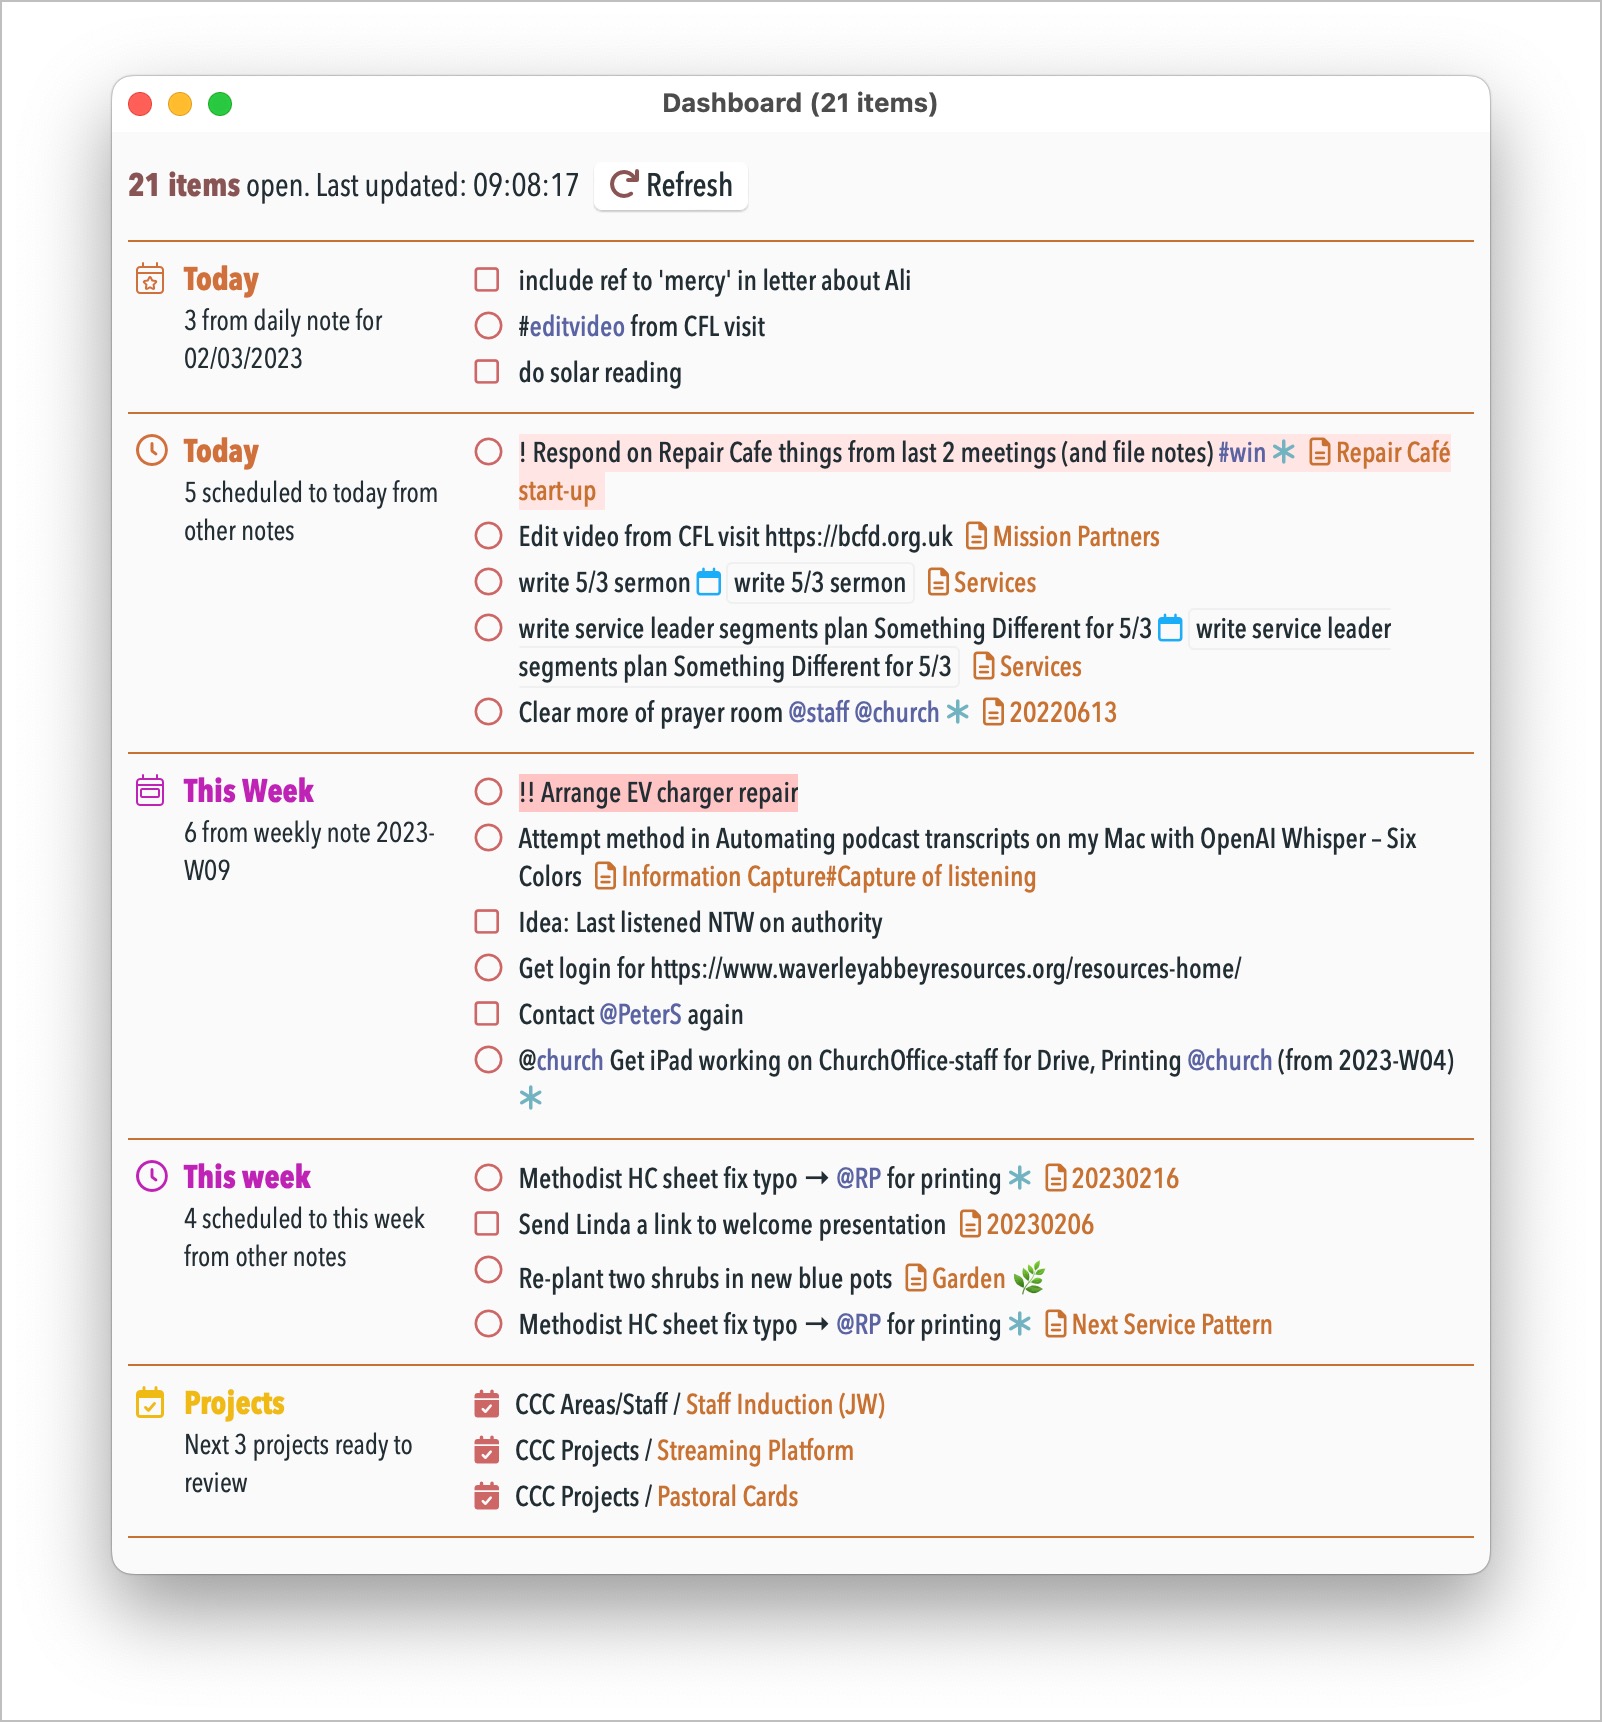 Dashboard (21 items)
21 items open. Last updated: 09:08:17 Refresh
Today
3 from daily note for
02/03/2023
include ref to 'mercy' in letter about Ali
#editvideo from CFL visit
do solar reading
Today
5 scheduled to today from
other notes
! Respond on Repair Cafe things from last 2 meetings (and file notes) #win Repair Café
start-up
Edit video from CFL visit https://bcfd.org.uk Mission Partners
write 5/3 sermon write 5/3 sermon Services
write service leader segments plan Something Different for 5/3 write service leader
segments plan Something Different for 5/3 Services
Clear more of prayer room @staff @church 20220613
This Week
6 from weekly note 2023-
W09
!! Arrange EV charger repair
Attempt method in Automating podcast transcripts on my Mac with OpenAI Whisper – Six
Colors Information Capture#Capture of listening
Idea: Last listened NTW on authority
Get login for https://www.waverleyabbeyresources.org/resources-home/
Contact @PeterS again
@church Get iPad working on ChurchOffice-staff for Drive, Printing @church (from 2023-W04)
This week
4 scheduled to this week
from other notes
Methodist HC sheet fix typo → @RP for printing 20230216
Send Linda a link to welcome presentation 20230206
Re-plant two shrubs in new blue pots Garden 🌿
Methodist HC sheet fix typo → @RP for printing Next Service Pattern
Projects
Next 3 projects ready to
review
CCC Areas/Staff / Staff Induction (JW)
CCC Projects / Streaming Platform
CCC Projects / Pastoral Cards